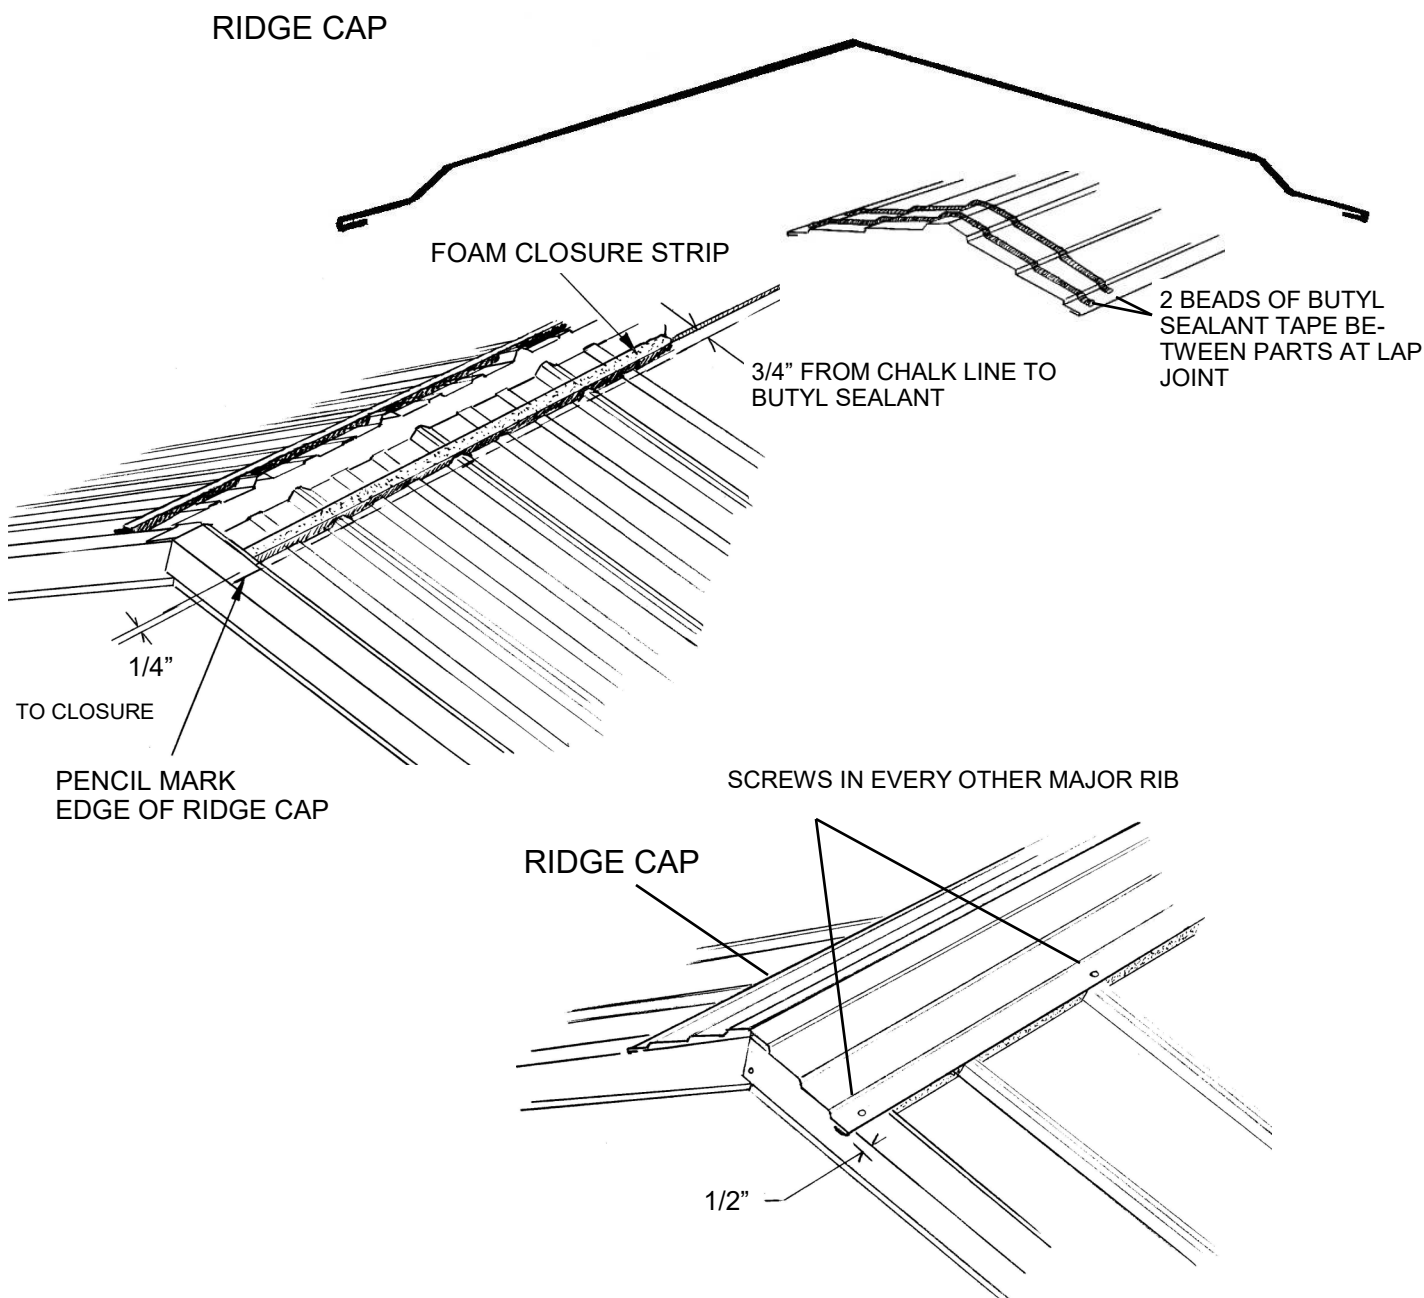 RIDGE CAP
FOAM CLOSURE STRIP
2 BEADS OF BUTYL
SEALANT TAPE BE-
TWEEN PARTS AT LAP
JOINT
3/4” FROM CHALK LINE TO
BUTYL SEALANT
1/4”
TO CLOSURE
PENCIL MARK
EDGE OF RIDGE CAP
SCREWS IN EVERY OTHER MAJOR RIB
RIDGE CAP
1/2”